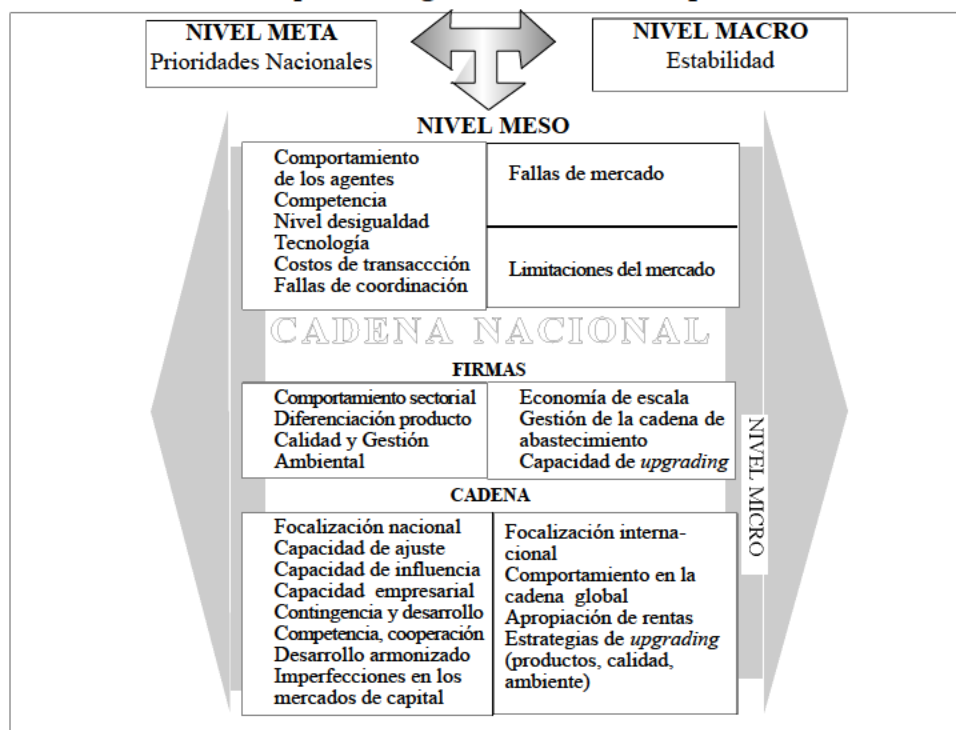 NIVEL META
Prioridades Nacionales
NIVEL MACRO
Estabilidad
NIVEL MESO
Comportamiento
de los agentes
Competencia
Nivel desigualdad
Tecnología
Costos de transaccción
Fallas de coordinación
Fallas de mercado
Limitaciones del mercado
CADENA NACIONAL
FIRMAS
Comportamiento sectorial
Diferenciación producto
Calidad y Gestión
Ambiental
Economía de escala
Gestión de la cadena de
abastecimiento
Capacidad de upgrading
NIVEL MICRO
CADENA
Focalización nacional
Capacidad de ajuste
Capacidad de influencia
Capacidad empresarial
Contingencia y desarrollo
Competencia, cooperación
Desarrollo armonizado
Imperfecciones en los
mercados de capital
Focalización interna-
cional
Comportamiento en la
cadena global
Apropiación de rentas
Estrategias de upgrading
(productos, calidad,
ambiente)